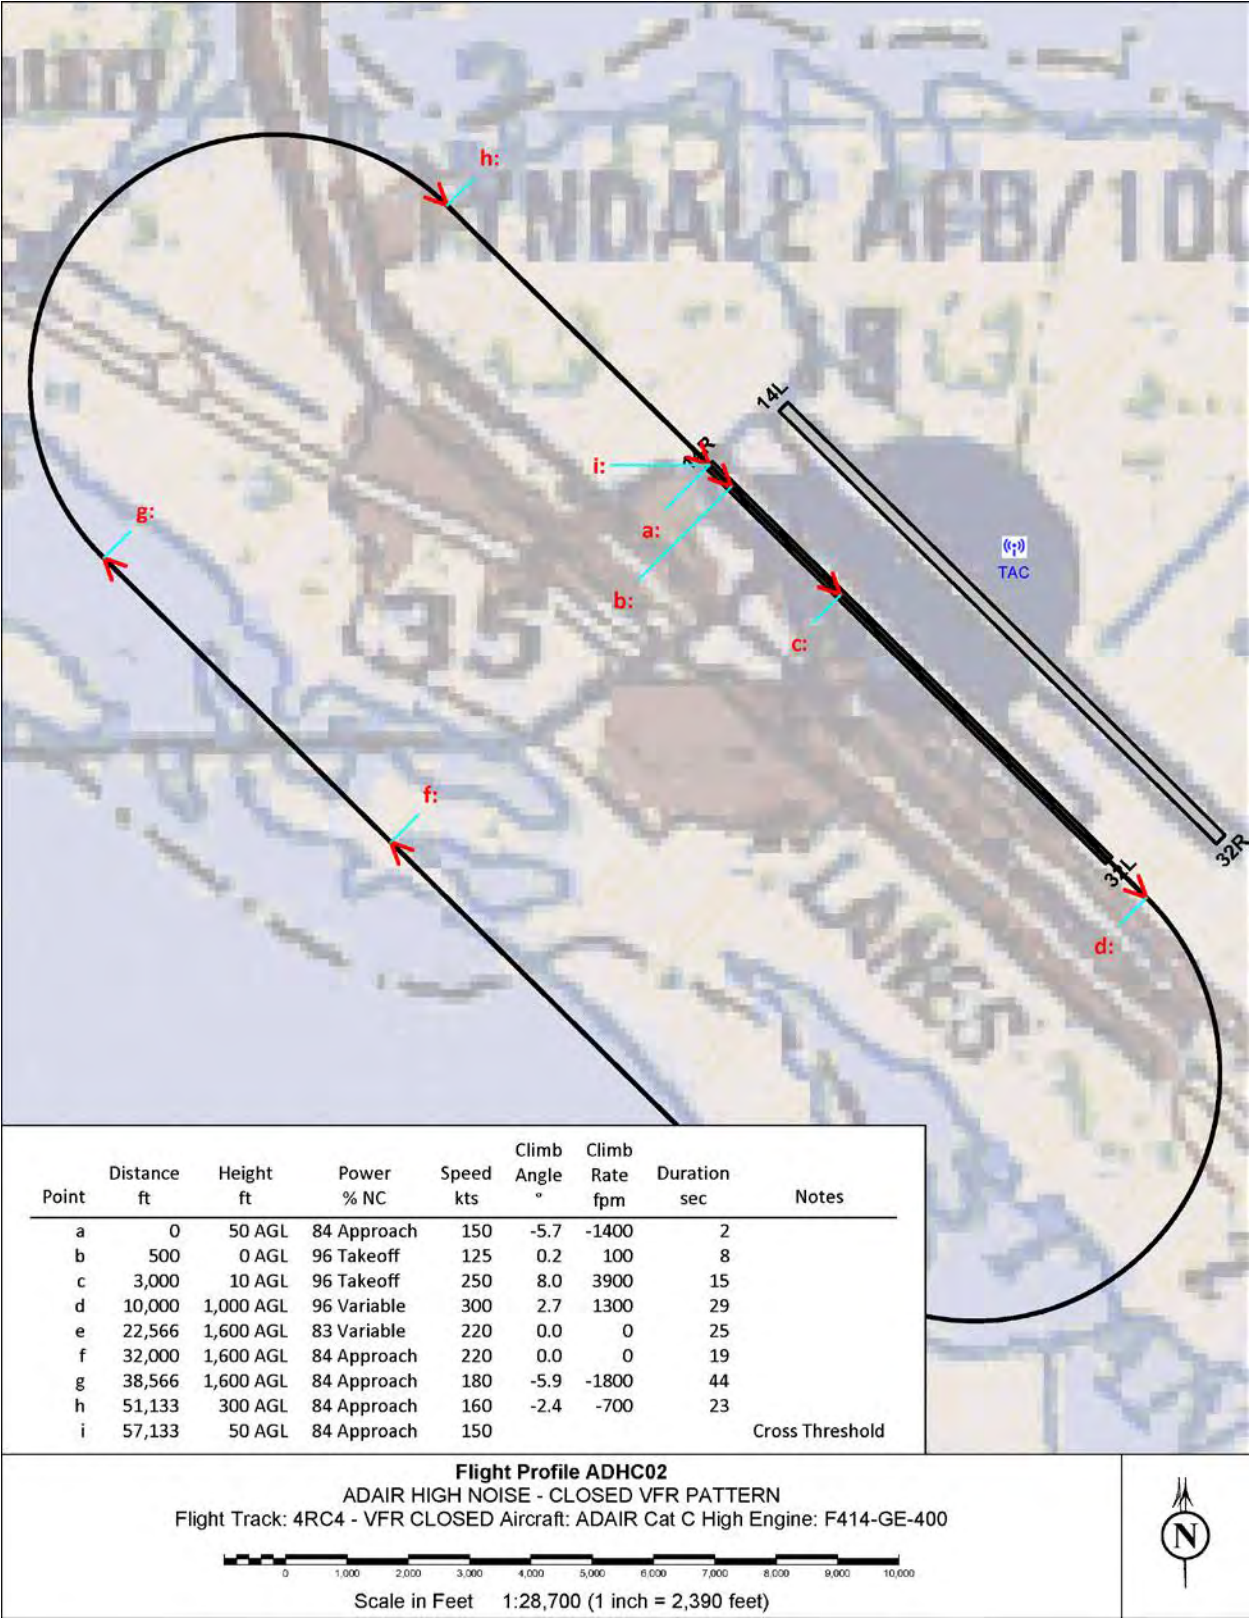 h:
TYNDALL AFB/100
14L
i:
g:
a:
TAC
b:
35
c:
f:
32R
32L
d:
LAKES
Point Distance ft Height ft Power % NC Speed kts Climb Angle ° Climb Rate fpm Duration sec Notes
a 0 50 AGL 84 Approach 150 -5.7 -1400 2
b 500 0 AGL 96 Takeoff 125 0.2 100 8
c 3,000 10 AGL 96 Takeoff 250 8.0 3900 15
d 10,000 1,000 AGL 96 Variable 300 2.7 1300 29
e 22,566 1,600 AGL 83 Variable 220 0.0 0 25
f 32,000 1,600 AGL 84 Approach 220 0.0 0 19
g 38,566 1,600 AGL 84 Approach 180 -5.9 -1800 44
h 51,133 300 AGL 84 Approach 160 -2.4 -700 23
i 57,133 50 AGL 84 Approach 150 Cross Threshold
Flight Profile ADHC02
ADAIR HIGH NOISE - CLOSED VFR PATTERN
Flight Track: 4RC4 - VFR CLOSED Aircraft: ADAIR Cat C High Engine: F414-GE-400
0 1,000 2,000 3,000 4,000 5,000 6,000 7,000 8,000 9,000 10,000
Scale in Feet 1:28,700 (1 inch = 2,390 feet)
N